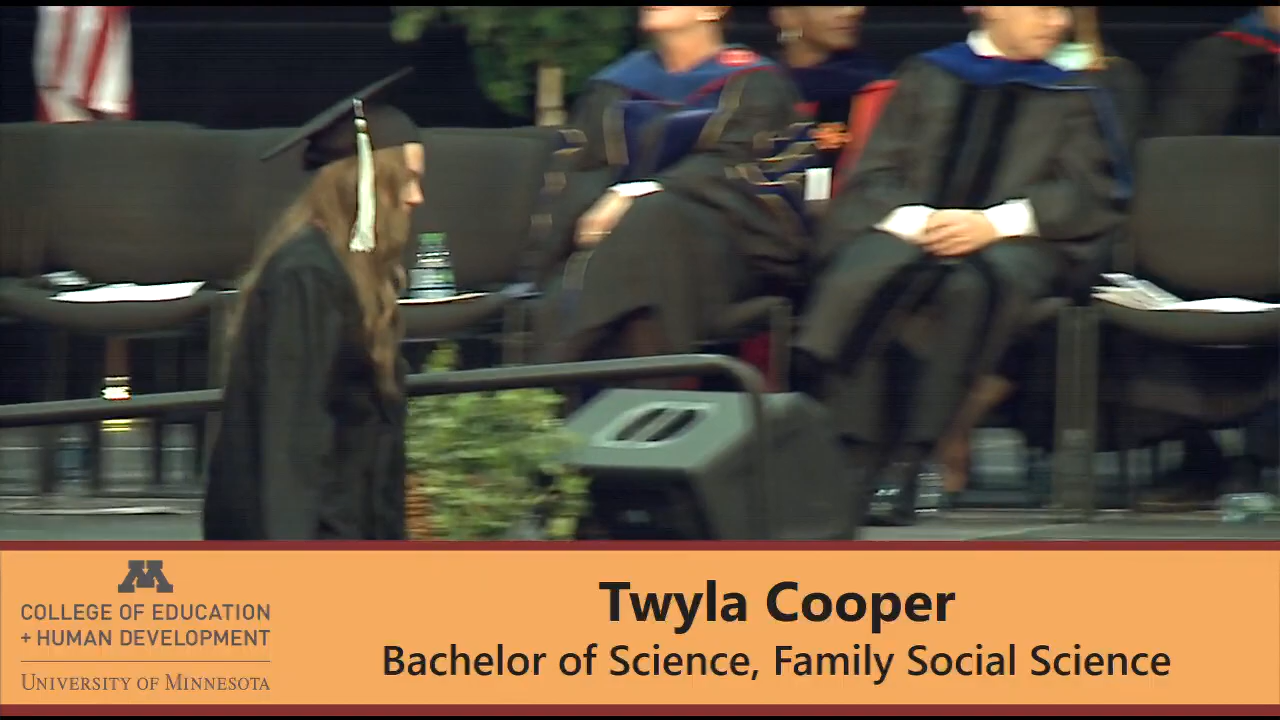 M
COLLEGE OF EDUCATION
+ HUMAN DEVELOPMENT
UNIVERSITY OF MINNESOTA
Twyla Cooper
Bachelor of Science, Family Social Science